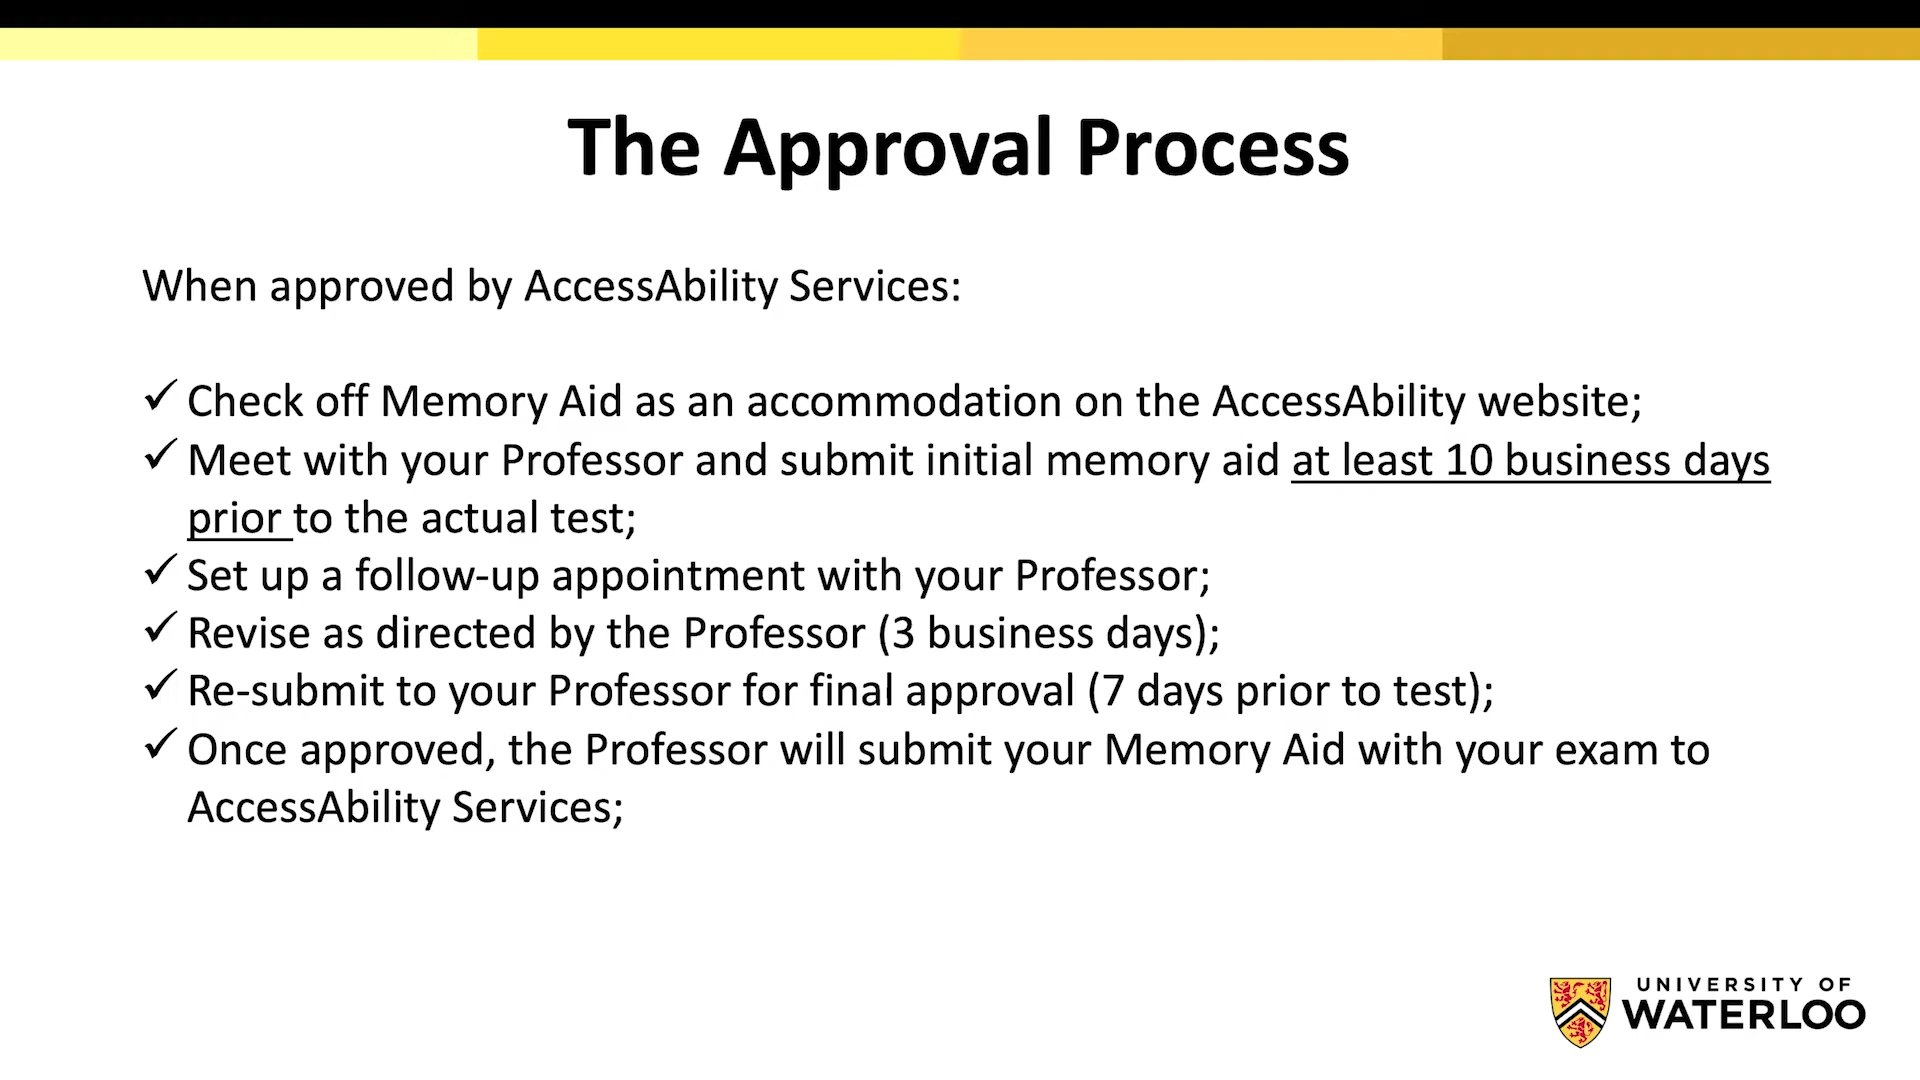 The Approval Process
When approved by AccessAbility Services:
✓ Check off Memory Aid as an accommodation on the AccessAbility website;
✓ Meet with your Professor and submit initial memory aid at least 10 business days
prior to the actual test;
✓ Set up a follow-up appointment with your Professor;
✓ Revise as directed by the Professor (3 business days);
✓ Re-submit to your Professor for final approval (7 days prior to test);
✓ Once approved, the Professor will submit your Memory Aid with your exam to
AccessAbility Services;
UNIVERSITY OF
WATERLOO